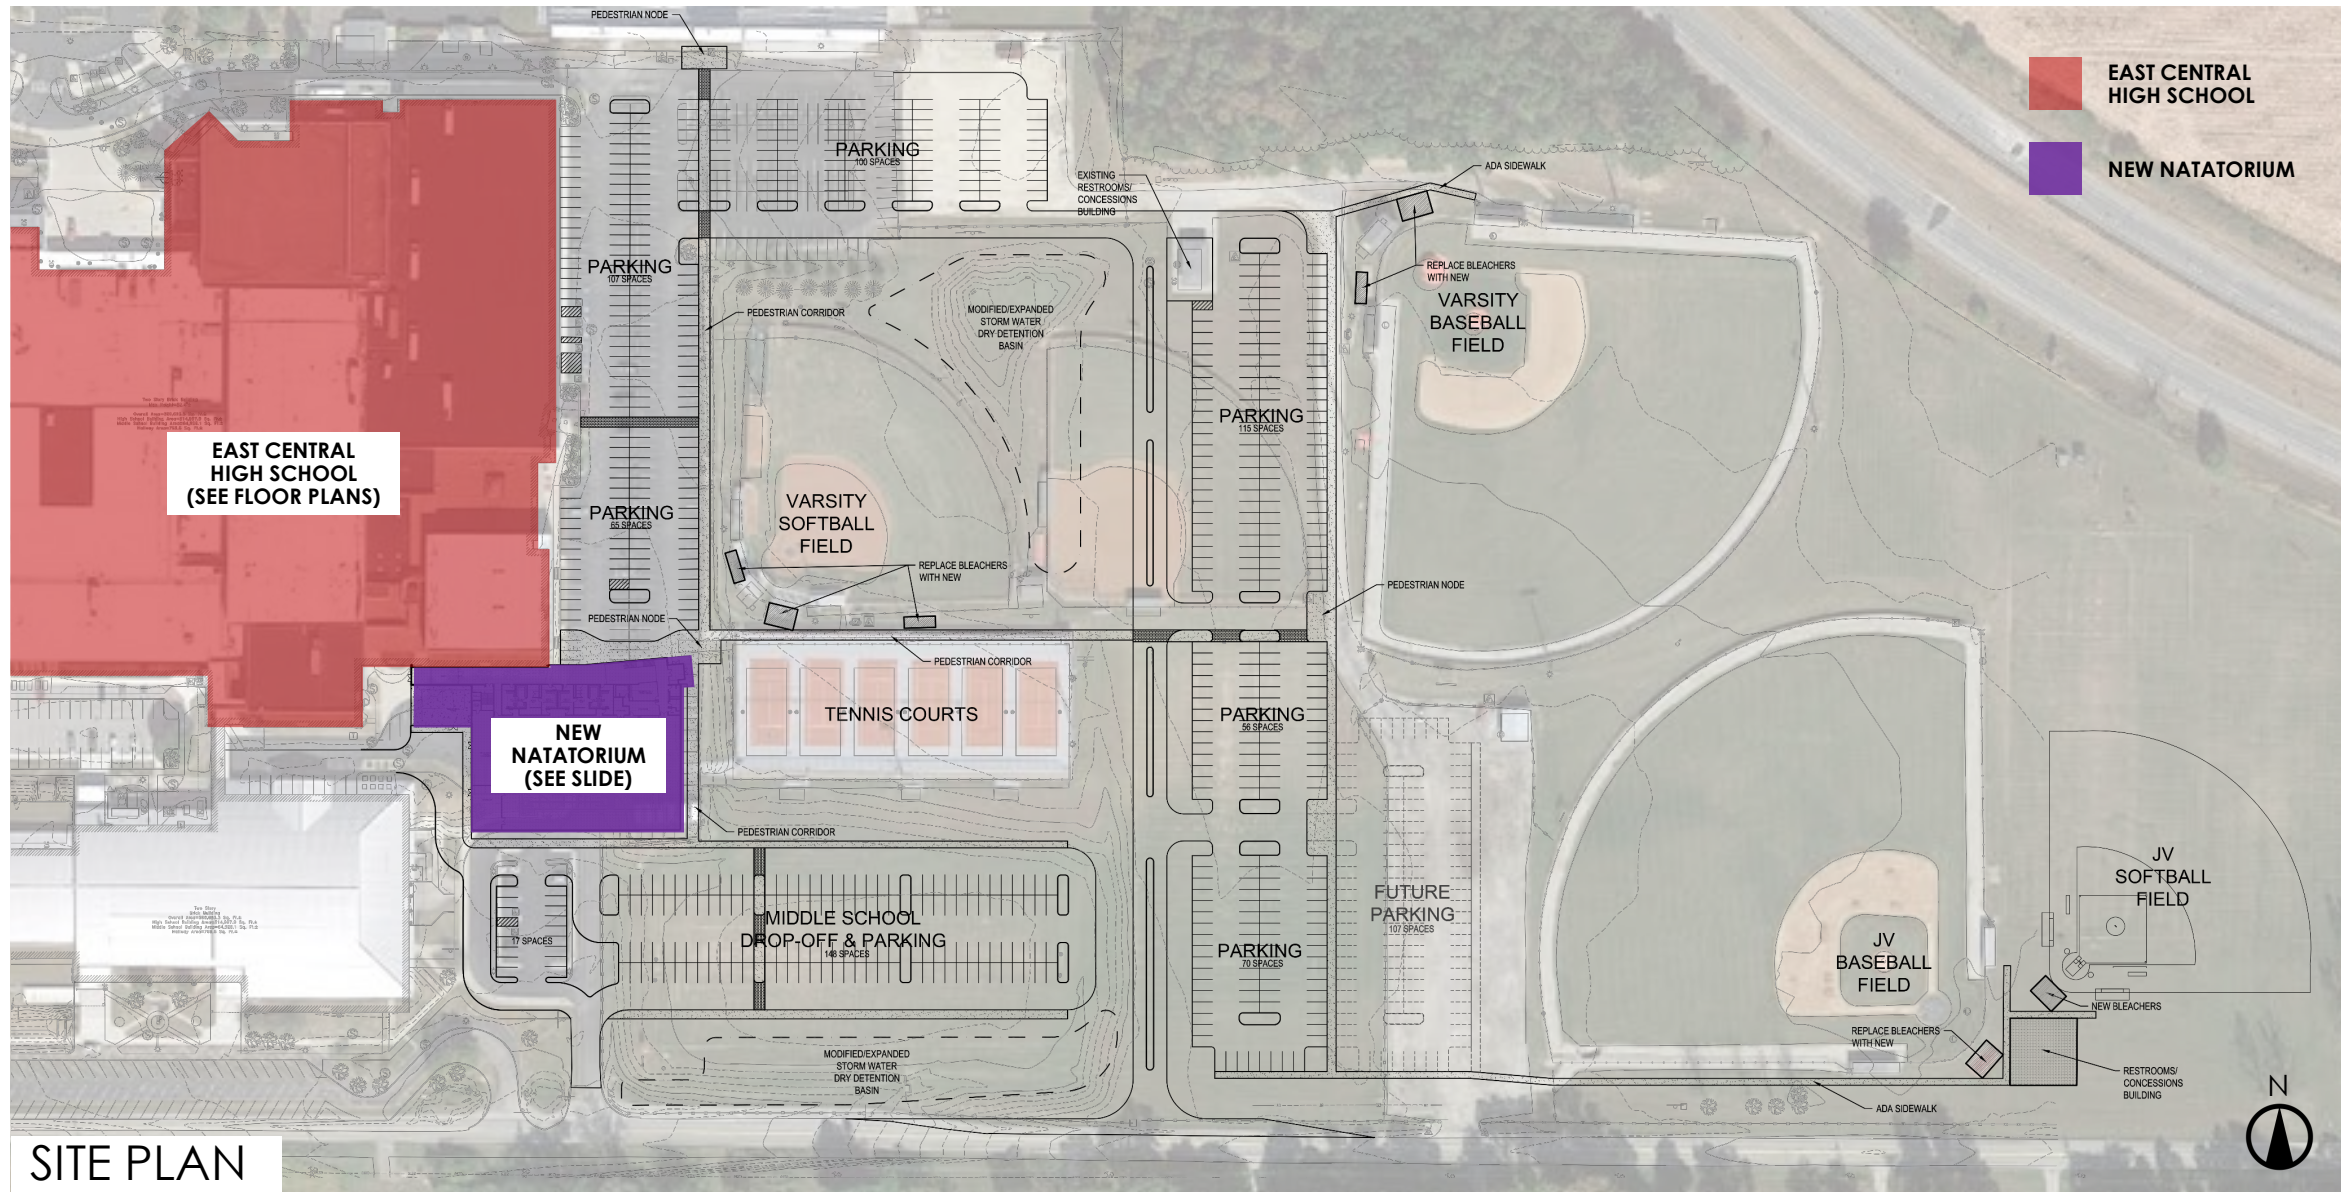 PEDESTRIAN NODE
EAST CENTRAL
HIGH SCHOOL
NEW NATATORIUM
PARKING
100 SPACES
ADA SIDEWALK
EXISTING
RESTROOMS/
CONCESSIONS
BUILDING
PARKING
107 SPACES
REPLACE BLEACHERS
WITH NEW
PEDESTRIAN CORRIDOR
MODIFIED/EXPANDED
STORM WATER
DRY DETENTION
BASIN
VARSITY
BASEBALL
FIELD
PARKING
115 SPACES
EAST CENTRAL
HIGH SCHOOL
(SEE FLOOR PLANS)
PARKING
65 SPACES
VARSITY
SOFTBALL
FIELD
REPLACE BLEACHERS
WITH NEW
PEDESTRIAN NODE
PEDESTRIAN NODE
PEDESTRIAN CORRIDOR
TENNIS COURTS
PARKING
56 SPACES
NEW
NATATORIUM
(SEE SLIDE)
PEDESTRIAN CORRIDOR
JV
SOFTBALL
FIELD
FUTURE
PARKING
107 SPACES
MIDDLE SCHOOL
DROP-OFF & PARKING
148 SPACES
17 SPACES
PARKING
70 SPACES
JV
BASEBALL
FIELD
NEW BLEACHERS
REPLACE BLEACHERS
WITH NEW
MODIFIED/EXPANDED
STORM WATER
DRY DETENTION
BASIN
RESTROOMS/
CONCESSIONS
BUILDING
ADA SIDEWALK
N
SITE PLAN